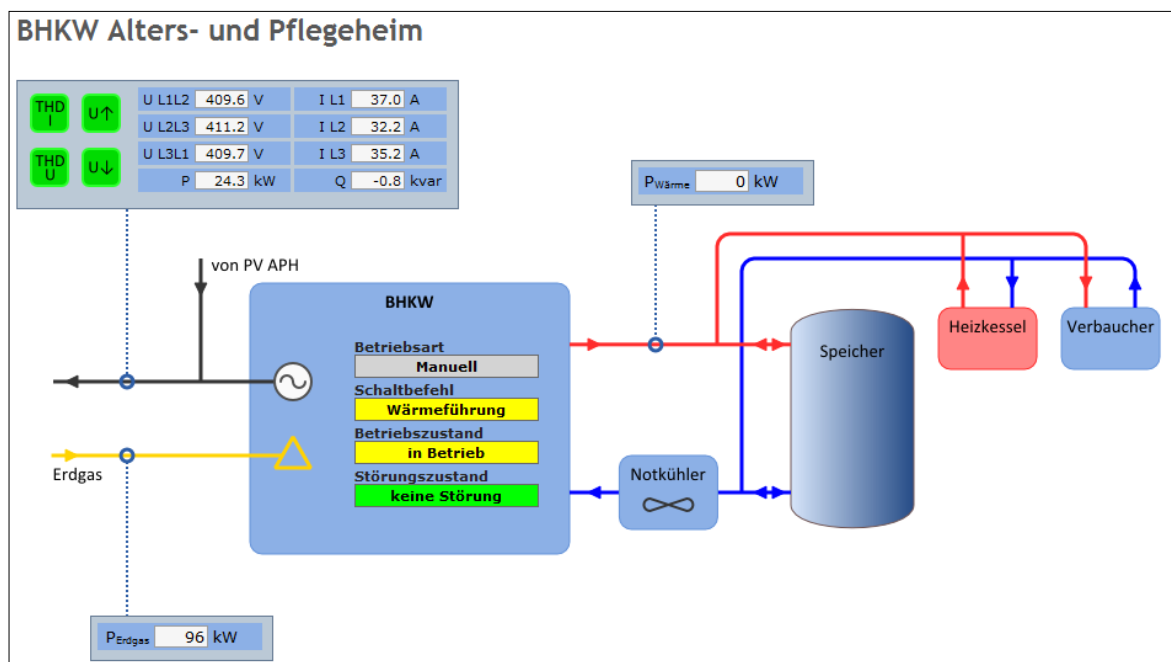 BHKW Alters- und Pflegeheim
THD I
U↑
U L1L2 409.6 V
I L1 37.0 A
U L2L3 411.2 V
I L2 32.2 A
THD U
U↓
U L3L1 409.7 V
I L3 35.2 A
P 24.3 kW
Q -0.8 kvar
PWärme 0 kW
von PV APH
BHKW
Betriebsart
Manuell
Schaltbefehl
Wärmeführung
Betriebszustand
in Betrieb
Störungszustand
keine Störung
Erdgas
Notkühler
Speicher
Heizkessel
Verbaucher
PErdgas 96 kW